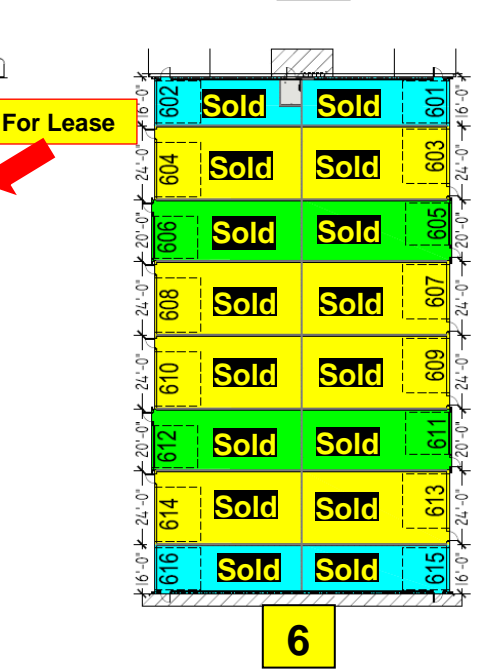 602 Sold Sold 601
16'-0" 16'-0"
For Lease
604 Sold Sold 603
24'-0" 24'-0"
606 Sold Sold 605
20'-0" 20'-0"
608 Sold Sold 607
24'-0" 24'-0"
610 Sold Sold 609
24'-0" 24'-0"
612 Sold Sold 611
20'-0" 20'-0"
614 Sold Sold 613
24'-0" 24'-0"
616 Sold Sold 615
16'-0" 16'-0"
6